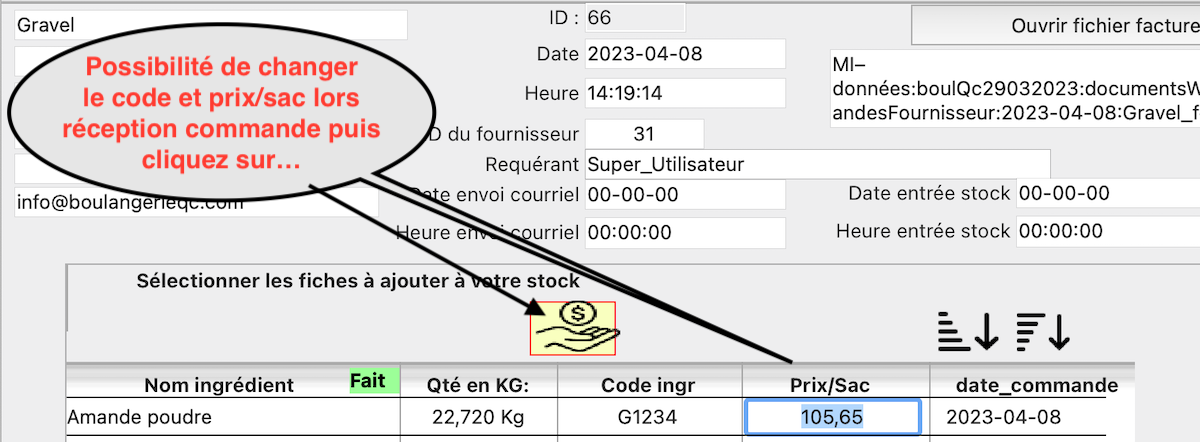 Gravel
ID : 66
Ouvrir fichier facture
Date 2023-04-08
Possibilité de changer
le code et prix/sac lors
réception commande puis
cliquez sur...
MI–
données:boulQc29032023:documentsW
andesFournisseur:2023-04-08:Gravel_f
Heure 14:19:14
D du fournisseur 31
Requérant Super_Utilisateur
Date envoi courriel 00-00-00
Date entrée stock 00-00-00
info@boulangerieqc.com
Heure envoi courriel 00:00:00
Heure entrée stock 00:00:00
Sélectionner les fiches à ajouter à votre stock
$
Nom ingrédient Fait Qté en KG: Code ingr Prix/Sac date_commande
Amande poudre 22,720 Kg G1234 105,65 2023-04-08